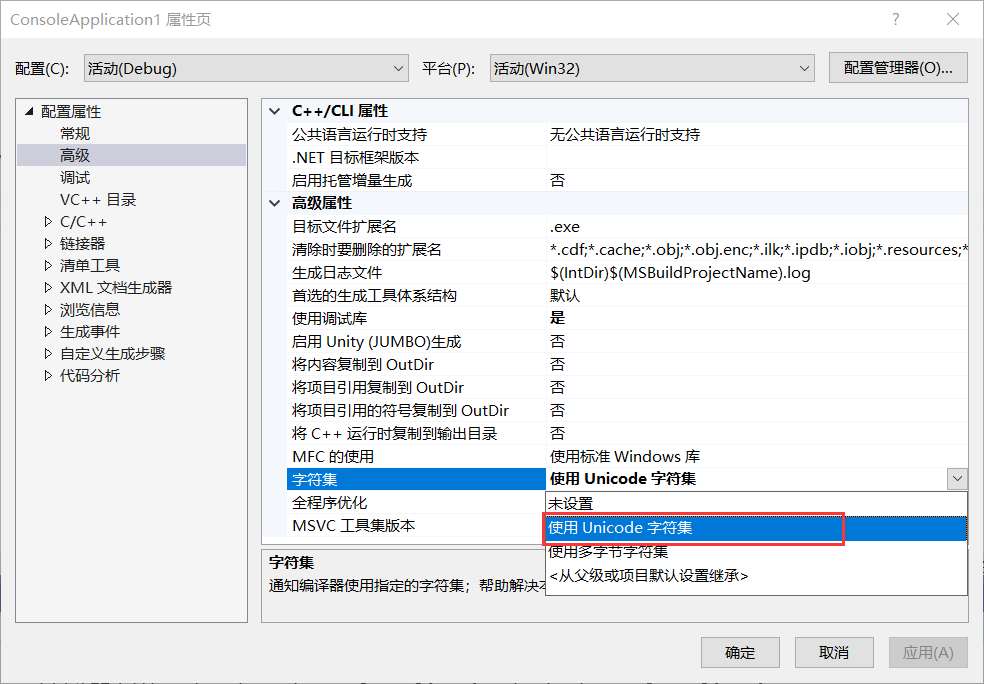 ConsoleApplication1 属性页
配置(C): 活动(Debug) 平台(P): 活动(Win32) 配置管理器(O)...
配置属性
常规
高级
调试
VC++ 目录
C/C++
链接器
清单工具
XML 文档生成器
浏览信息
生成事件
自定义生成步骤
代码分析
C++/CLI 属性
公共语言运行时支持 无公共语言运行时支持
.NET 目标框架版本
启用托管增量生成 否
高级属性
目标文件扩展名 .exe
清除时要删除的扩展名 *.cdf;*.cache;*.obj;*.obj.enc;*.ilk;*.ipdb;*.iobj;*.resources;*
生成日志文件 $(IntDir)$(MSBuildProjectName).log
首选的生成工具体系结构 默认
使用调试库 是
启用 Unity (JUMBO)生成 否
将内容复制到 OutDir 否
将项目引用复制到 OutDir 否
将项目引用的符号复制到 OutDir 否
将 C++ 运行时复制到输出目录 否
MFC 的使用 使用标准 Windows 库
字符集 使用 Unicode 字符集
全程序优化 未设置
MSVC 工具集版本 使用 Unicode 字符集
使用多字节字符集
<从父级或项目默认设置继承>
字符集
通知编译器使用指定的字符集；帮助解决本
确定 取消 应用(A)